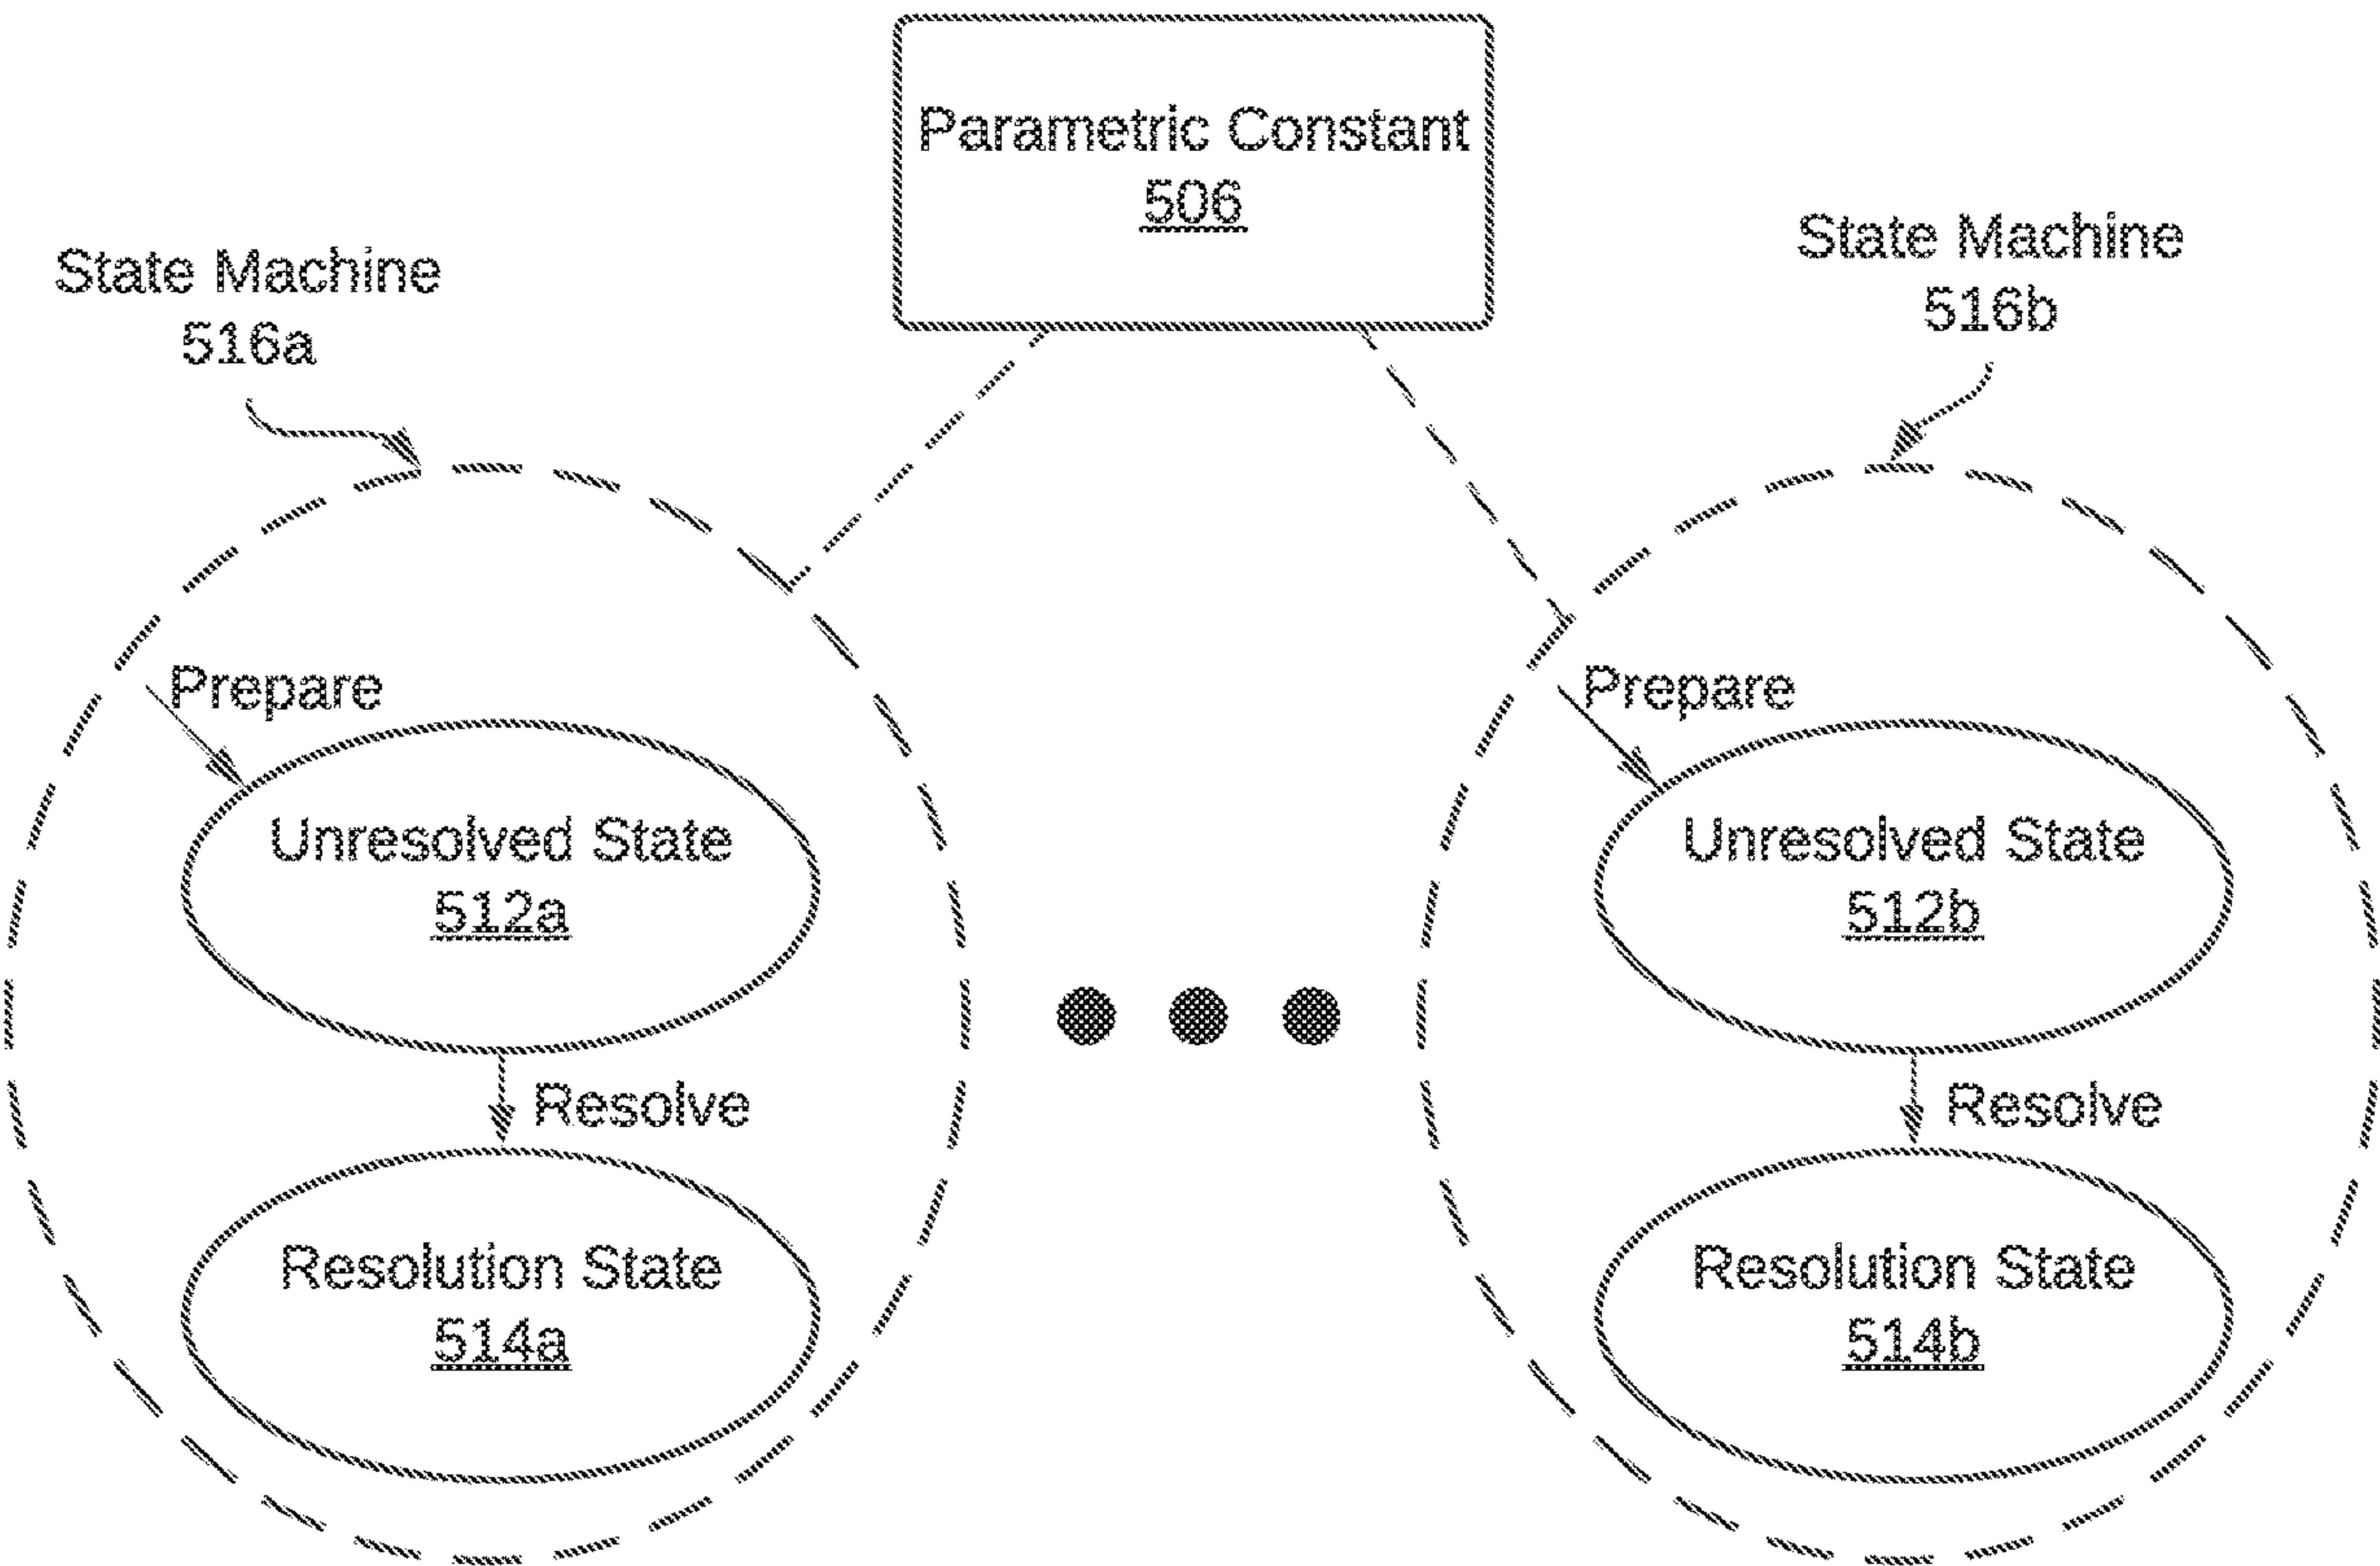 Parametric Constant
506
State Machine
516a
State Machine
516b
Prepare
Unresolved State
512a
Resolve
Resolution State
514a
Prepare
Unresolved State
512b
Resolve
Resolution State
514b